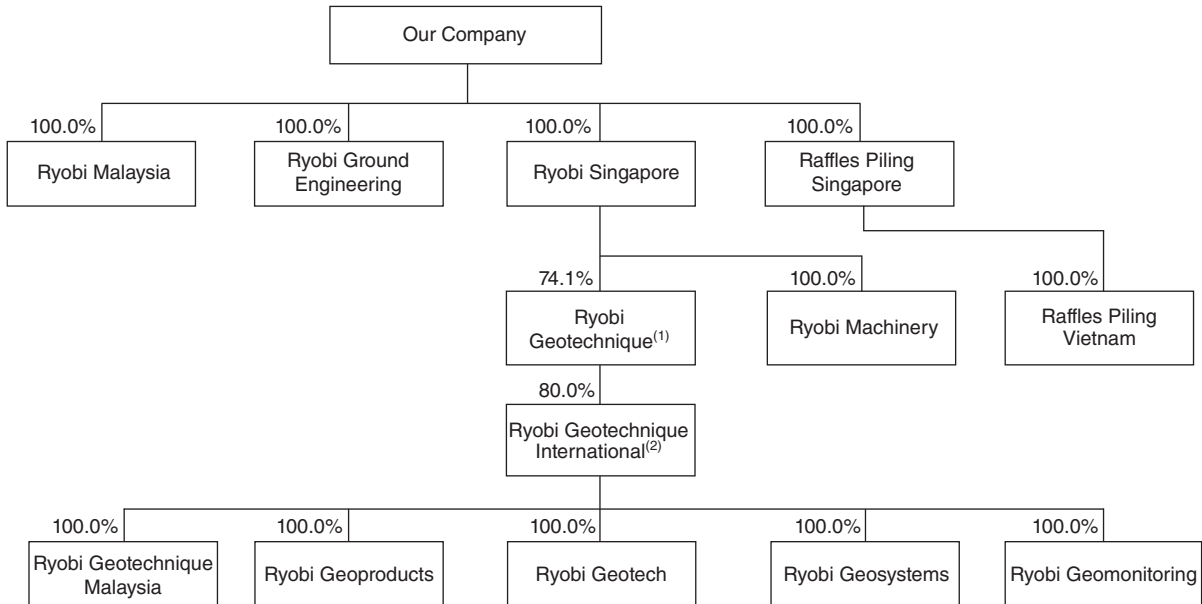 Our Company
100.0%
100.0%
100.0%
100.0%
Ryobi Malaysia
Ryobi Ground
Engineering
Ryobi Singapore
Raffles Piling
Singapore
74.1%
100.0%
100.0%
Ryobi
Geotechnique(1)
Ryobi Machinery
Raffles Piling
Vietnam
80.0%
Ryobi Geotechnique
International(2)
100.0%
100.0%
100.0%
100.0%
100.0%
Ryobi Geotechnique
Malaysia
Ryobi Geoproducts
Ryobi Geotech
Ryobi Geosystems
Ryobi Geomonitoring